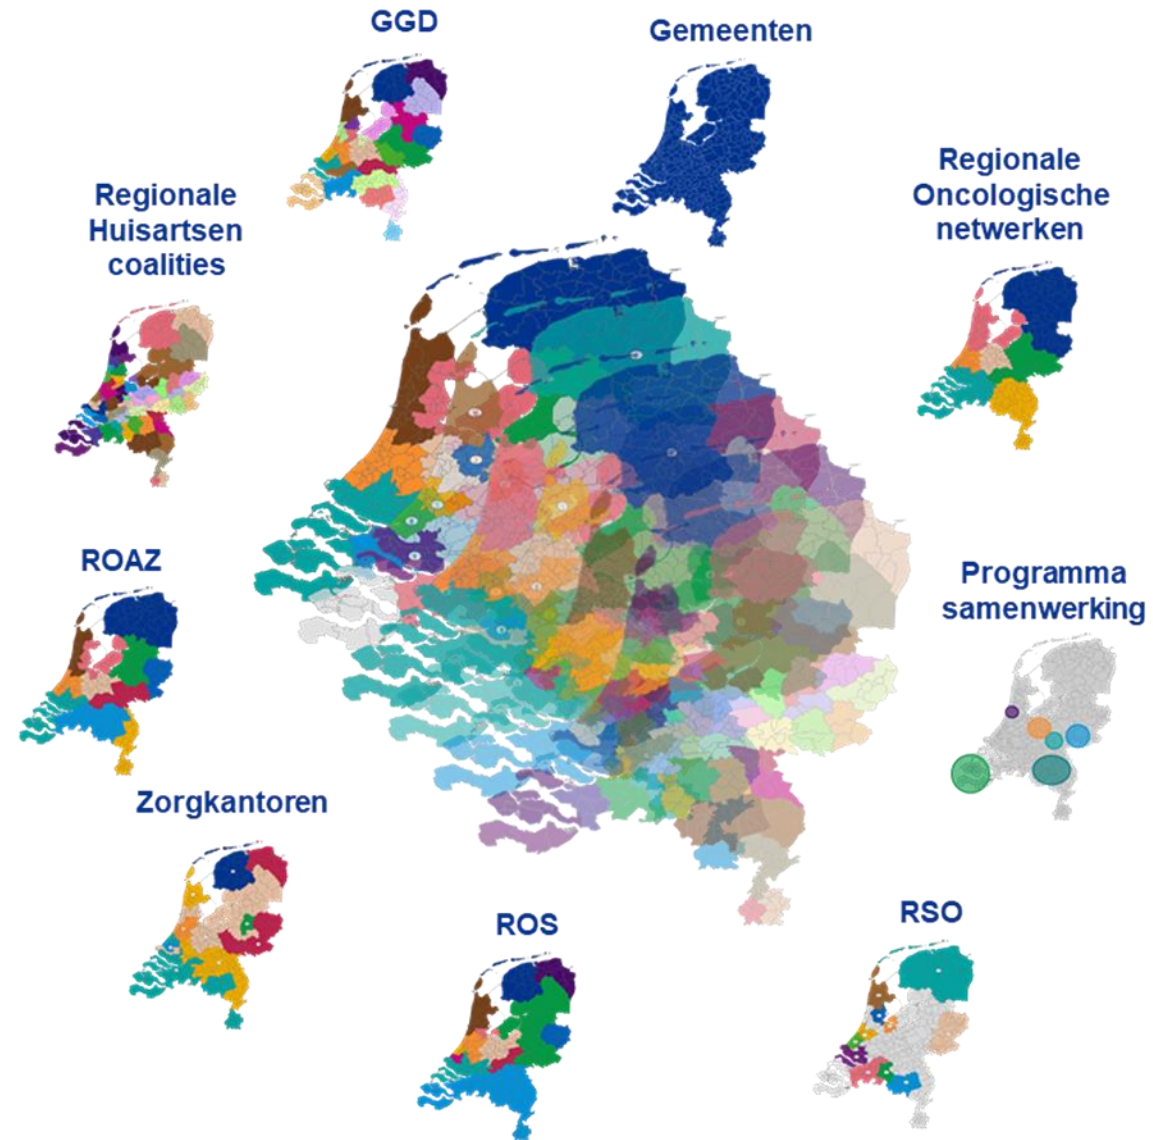 GGD
Gemeenten
Regionale
Oncologische
netwerken
Regionale
Huisartsen
coalities
ROAZ
Programma
samenwerking
Zorgkantoren
ROS
RSO